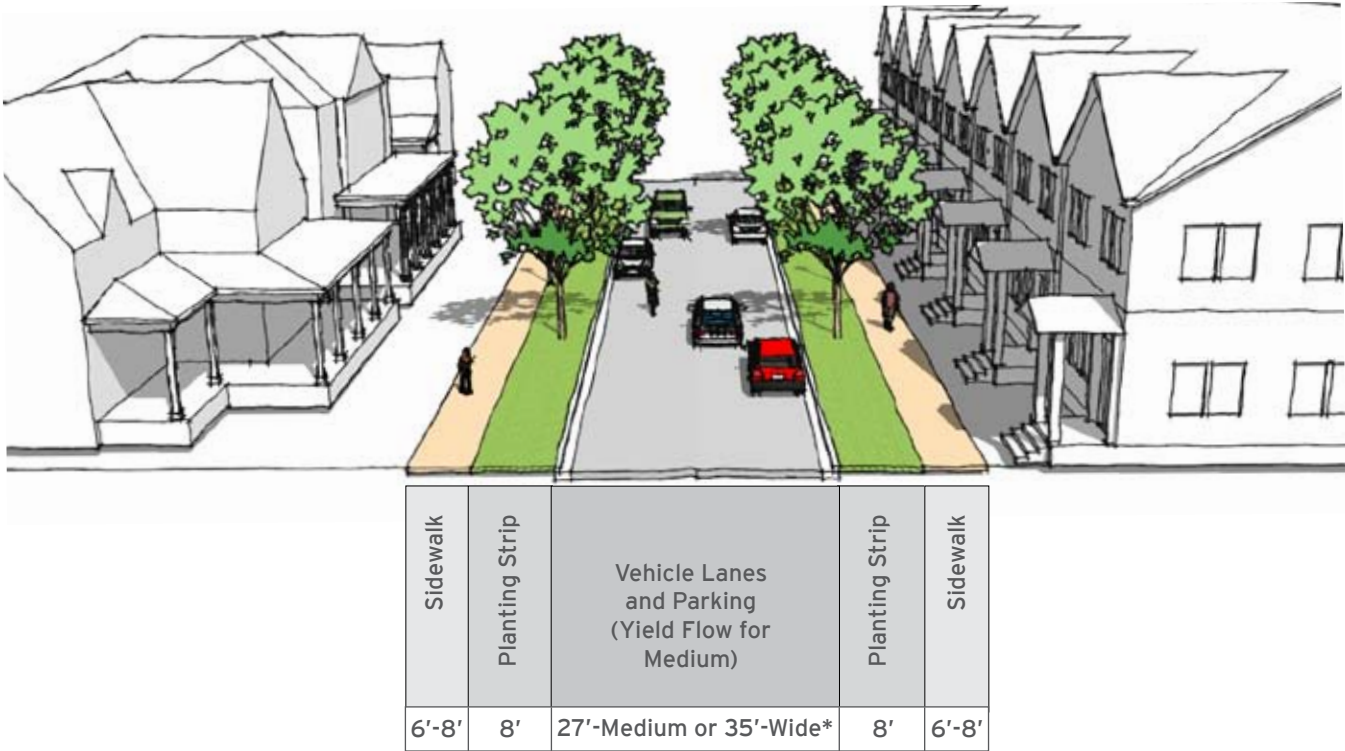 Sidewalk
Planting Strip
Vehicle Lanes
and Parking
(Yield Flow for
Medium)
Planting Strip
Sidewalk
6'-8'
8'
27'-Medium or 35'-Wide*
8'
6'-8'